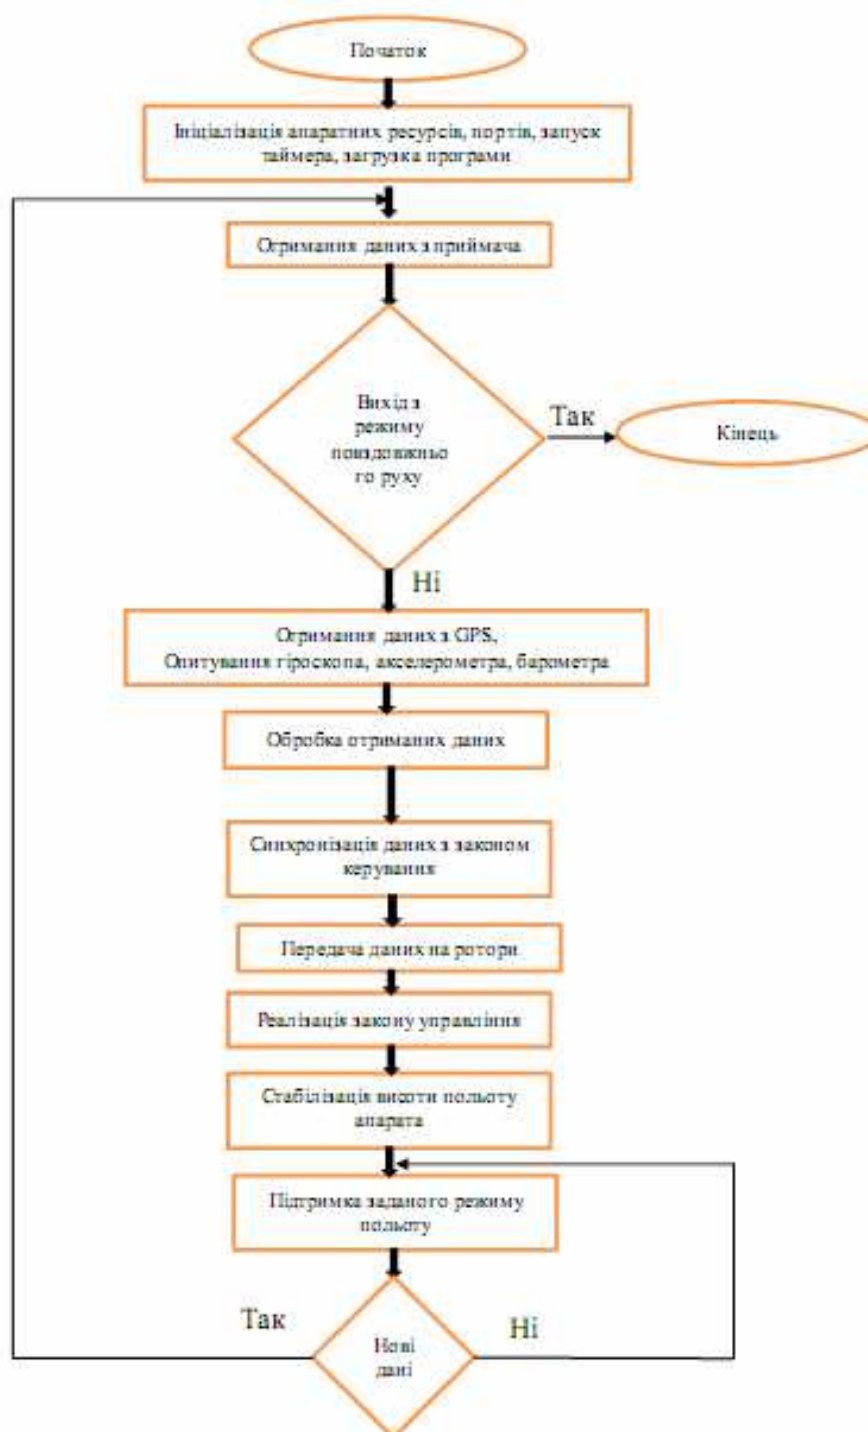 Початок
Ініціалізація апаратних ресурсів, портів, запуск
таймера, загрузка програми
Отримання даних з приймача
Вихід з
режиму
повздовжньо
го руху
Так
Кінець
Ні
Отримання даних з GPS,
Опитування гіроскопа, акселерометра, барометра
Обробка отриманих даних
Синхронізація даних з законом
керування
Передача даних на ротори
Реалізація закону управління
Стабілізація висоти польоту
апарата
Підтримка заданого режиму
польоту
Так
Ні
Нові
дані